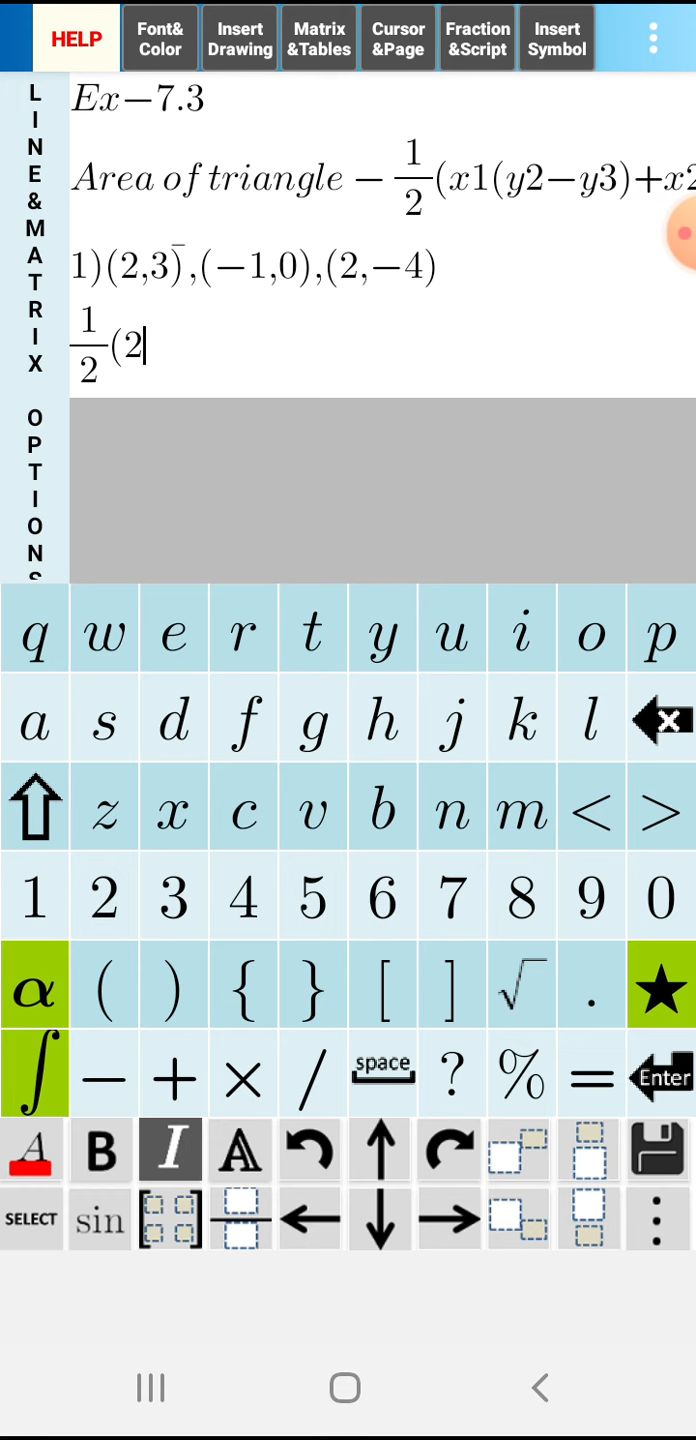 HELP
Font& Color
Insert Drawing
Matrix &Tables
Cursor &Page
Fraction &Script
Insert Symbol
LINE&MATRIX OPTIONS
Ex−7.3
Area of triangle − 1/2(x1(y2−y3)+x2
1)(2,3‾),(−1,0),(2,−4)
1/2(2
q w e r t y u i o p
a s d f g h j k l
z x c v b n m < >
1 2 3 4 5 6 7 8 9 0
α ( ) { } [ ] √ . ★
∫ − + × / space ? % = Enter
A B I A
SELECT sin